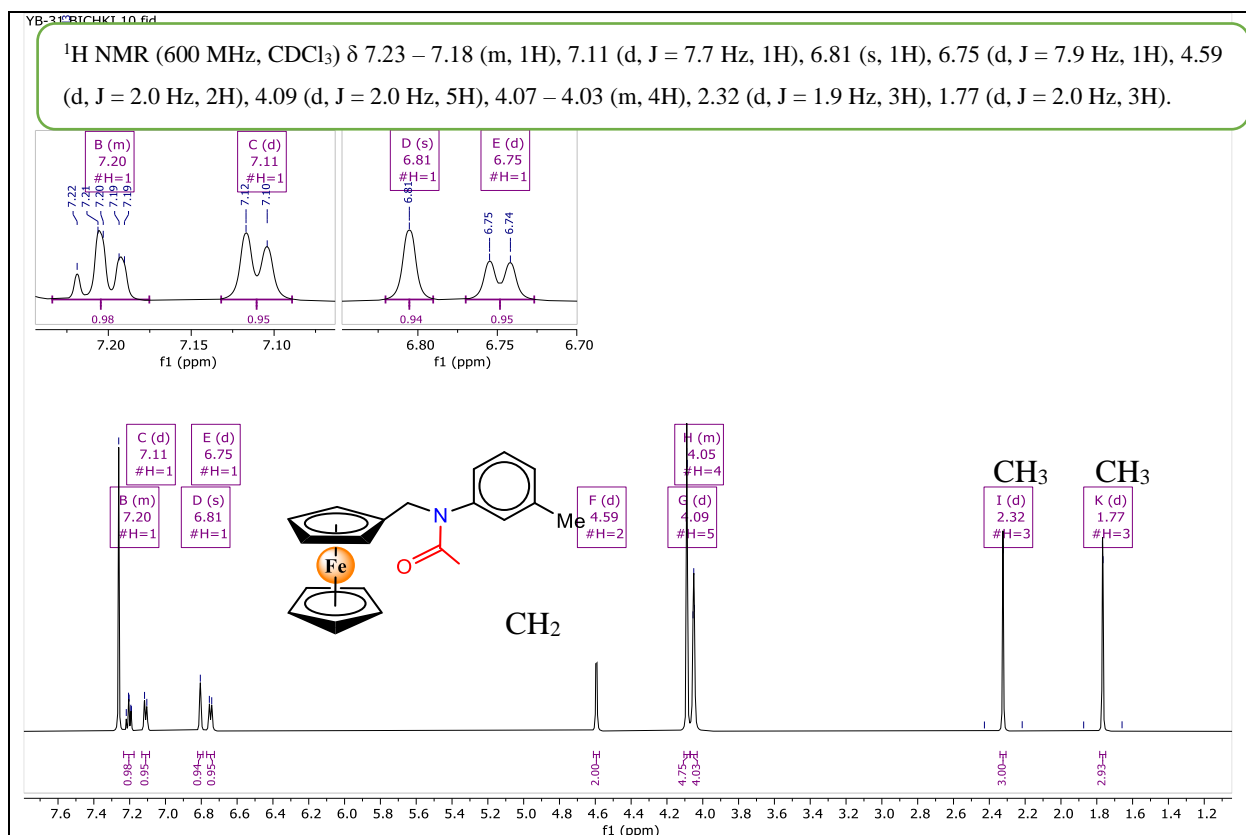 YB-313BICHKI.10.fid
¹H NMR (600 MHz, CDCl₃) δ 7.23 – 7.18 (m, 1H), 7.11 (d, J = 7.7 Hz, 1H), 6.81 (s, 1H), 6.75 (d, J = 7.9 Hz, 1H), 4.59
(d, J = 2.0 Hz, 2H), 4.09 (d, J = 2.0 Hz, 5H), 4.07 – 4.03 (m, 4H), 2.32 (d, J = 1.9 Hz, 3H), 1.77 (d, J = 2.0 Hz, 3H).
B (m)
7.20
#H=1
C (d)
7.11
#H=1
D (s)
6.81
#H=1
E (d)
6.75
#H=1
7.22
7.21
7.20
7.19
7.19
7.12
7.10
6.81
6.75
6.74
0.98
0.95
0.94
0.95
7.20 7.15 7.10
f1 (ppm)
6.80 6.75 6.70
f1 (ppm)
C (d)
7.11
#H=1
E (d)
6.75
#H=1
B (m)
7.20
#H=1
D (s)
6.81
#H=1
H (m)
4.05
#H=4
F (d)
4.59
#H=2
G (d)
4.09
#H=5
CH₃
CH₃
I (d)
2.32
#H=3
K (d)
1.77
#H=3
N
Me
O
Fe
CH₂
0.98
0.95
0.94
0.95
2.00
4.75
4.03
3.00
2.93
7.6 7.4 7.2 7.0 6.8 6.6 6.4 6.2 6.0 5.8 5.6 5.4 5.2 5.0 4.8 4.6 4.4 4.2 4.0 3.8 3.6 3.4 3.2 3.0 2.8 2.6 2.4 2.2 2.0 1.8 1.6 1.4 1.2
f1 (ppm)